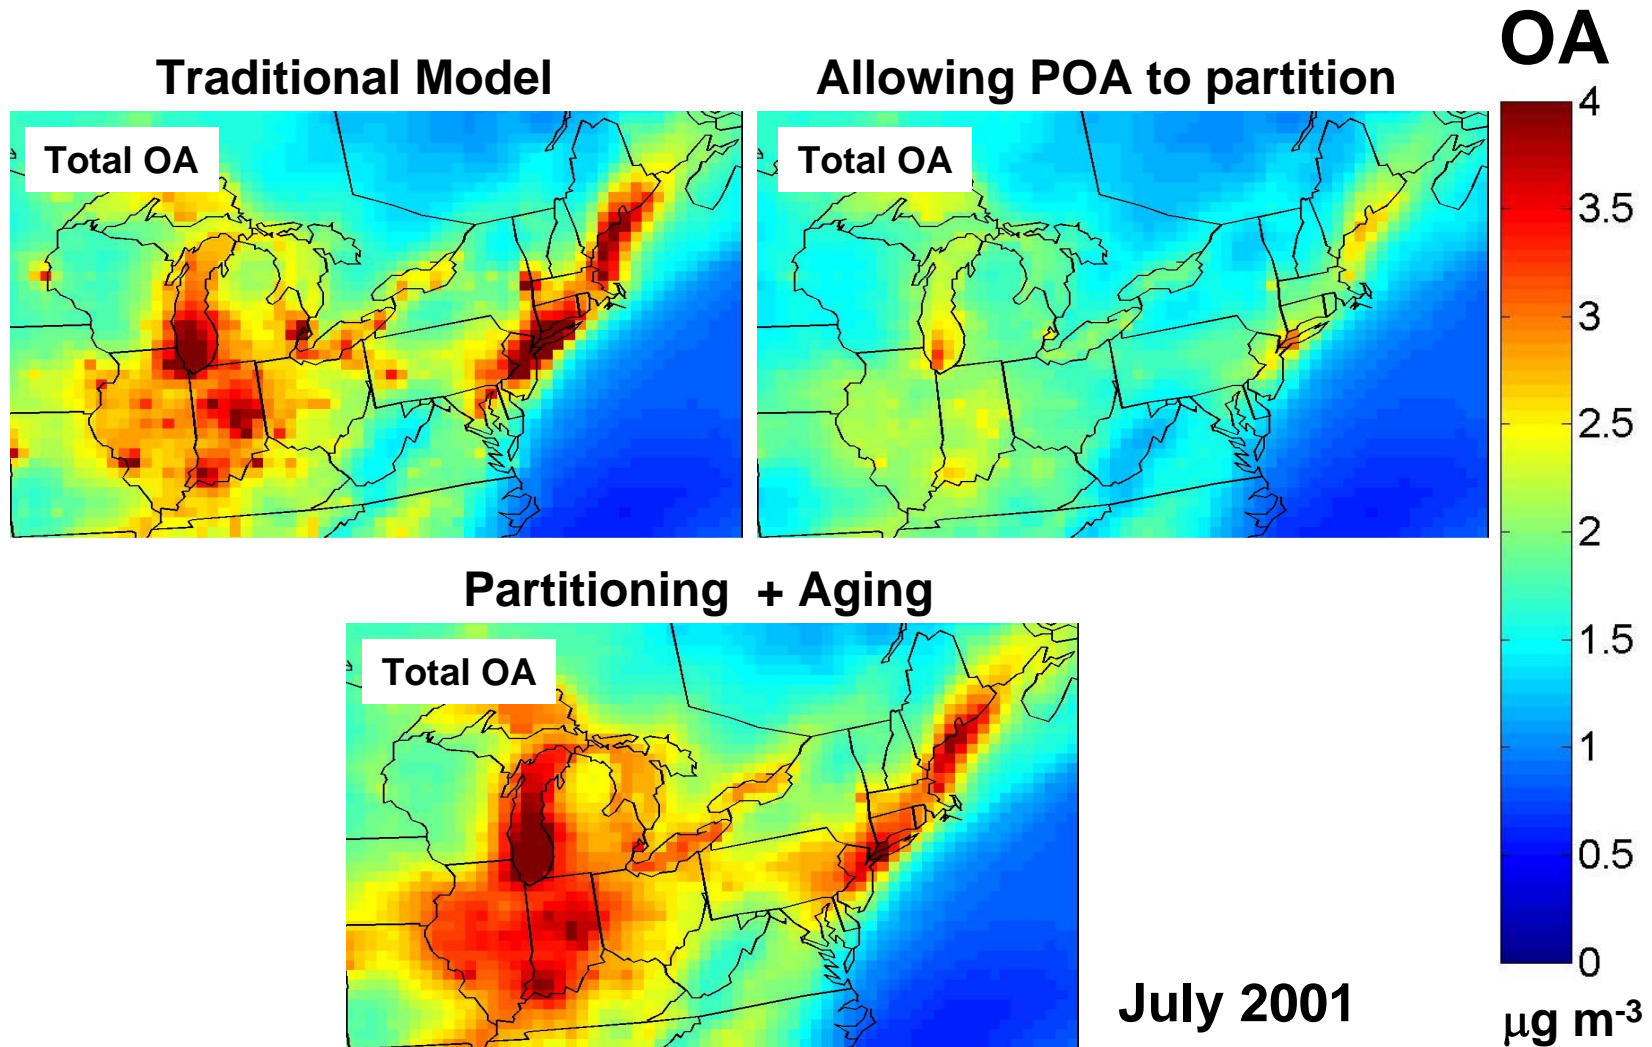 OA
Traditional Model
Allowing POA to partition
Total OA
Total OA
4
3.5
3
2.5
2
1.5
1
0.5
0
Partitioning + Aging
Total OA
July 2001
μg m-3